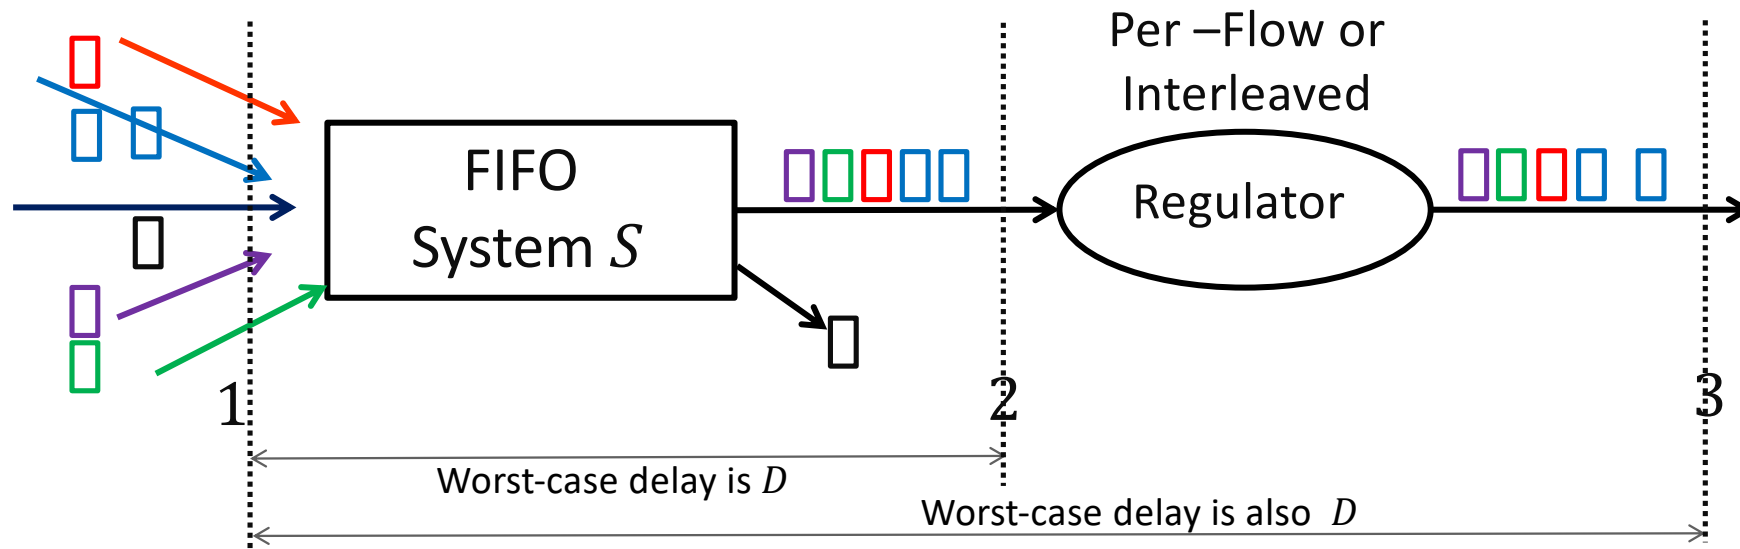 Per –Flow or
Interleaved
FIFO
System S
Regulator
1
2
3
Worst-case delay is D
Worst-case delay is also D